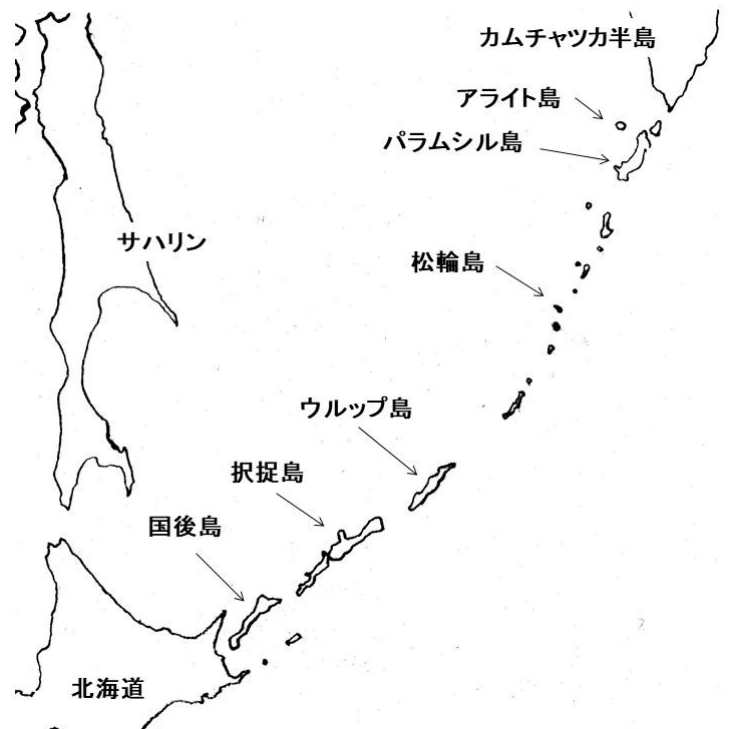 カムチャツカ半島
アライト島
パラムシル島
サハリン
松輪島
ウルップ島
択捉島
国後島
北海道